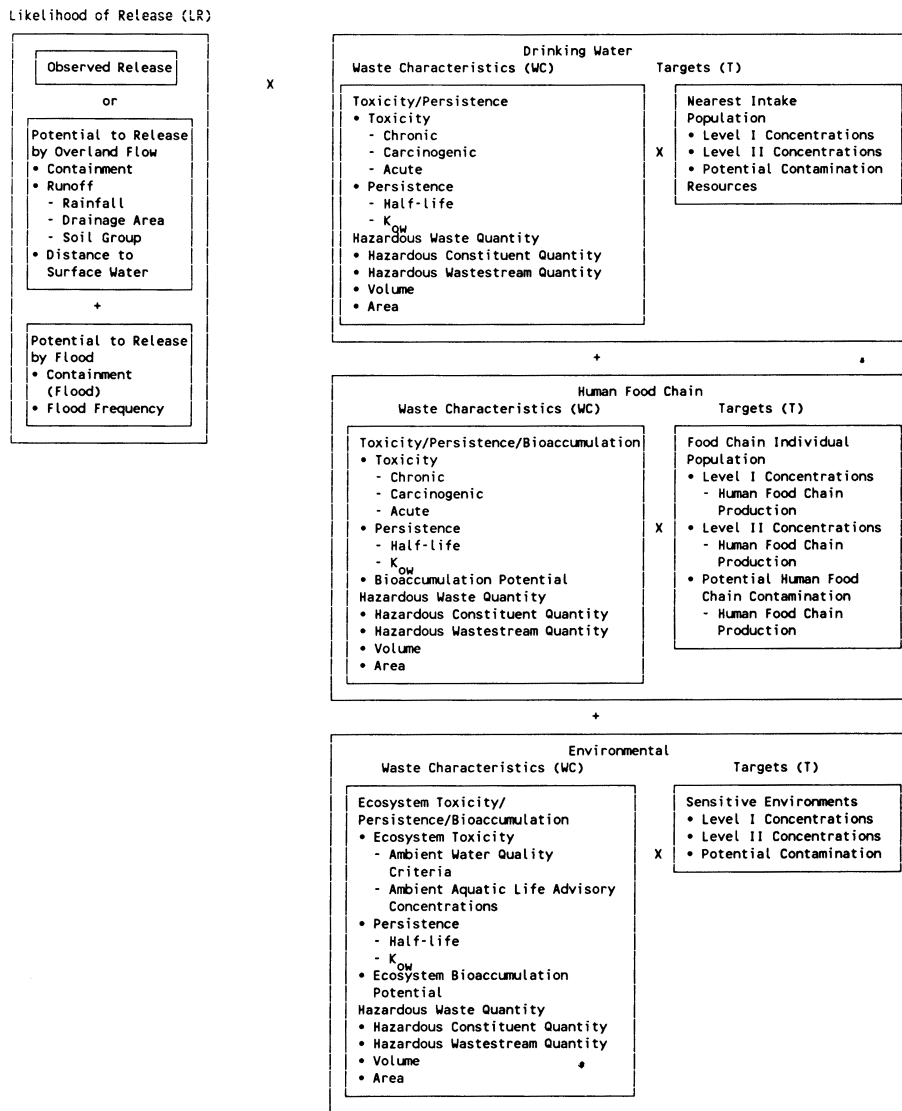 Likelihood of Release (LR)
Observed Release
or
Potential to Release
by Overland Flow
• Containment
• Runoff
- Rainfall
- Drainage Area
- Soil Group
• Distance to
Surface Water
+
Potential to Release
by Flood
• Containment
(Flood)
• Flood Frequency
X
Drinking Water
Waste Characteristics (WC)
Toxicity/Persistence
• Toxicity
- Chronic
- Carcinogenic
- Acute
• Persistence
- Half-life
- Kow
Hazardous Waste Quantity
• Hazardous Constituent Quantity
• Hazardous Wastestream Quantity
• Volume
• Area
X
Targets (T)
Nearest Intake
Population
• Level I Concentrations
• Level II Concentrations
• Potential Contamination
Resources
+
Human Food Chain
Waste Characteristics (WC)
Toxicity/Persistence/Bioaccumulation
• Toxicity
- Chronic
- Carcinogenic
- Acute
• Persistence
- Half-life
- Kow
• Bioaccumulation Potential
Hazardous Waste Quantity
• Hazardous Constituent Quantity
• Hazardous Wastestream Quantity
• Volume
• Area
X
Targets (T)
Food Chain Individual
Population
• Level I Concentrations
- Human Food Chain
Production
• Level II Concentrations
- Human Food Chain
Production
• Potential Human Food
Chain Contamination
- Human Food Chain
Production
+
Environmental
Waste Characteristics (WC)
Ecosystem Toxicity/
Persistence/Bioaccumulation
• Ecosystem Toxicity
- Ambient Water Quality
Criteria
- Ambient Aquatic Life Advisory
Concentrations
• Persistence
- Half-life
- Kow
• Ecosystem Bioaccumulation
Potential
Hazardous Waste Quantity
• Hazardous Constituent Quantity
• Hazardous Wastestream Quantity
• Volume
• Area
X
Targets (T)
Sensitive Environments
• Level I Concentrations
• Level II Concentrations
• Potential Contamination